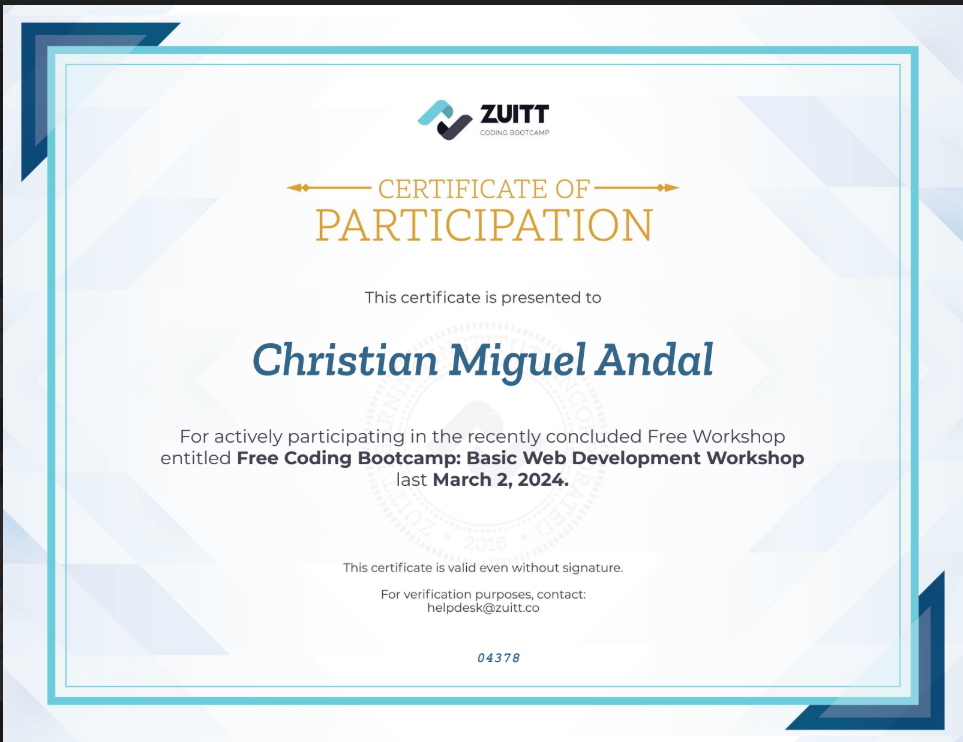 ZUITT
CODING BOOTCAMP
CERTIFICATE OF
PARTICIPATION
This certificate is presented to
Christian Miguel Andal
For actively participating in the recently concluded Free Workshop
entitled Free Coding Bootcamp: Basic Web Development Workshop
last March 2, 2024.
2016
This certificate is valid even without signature.
For verification purposes, contact:
helpdesk@zuitt.co
04378